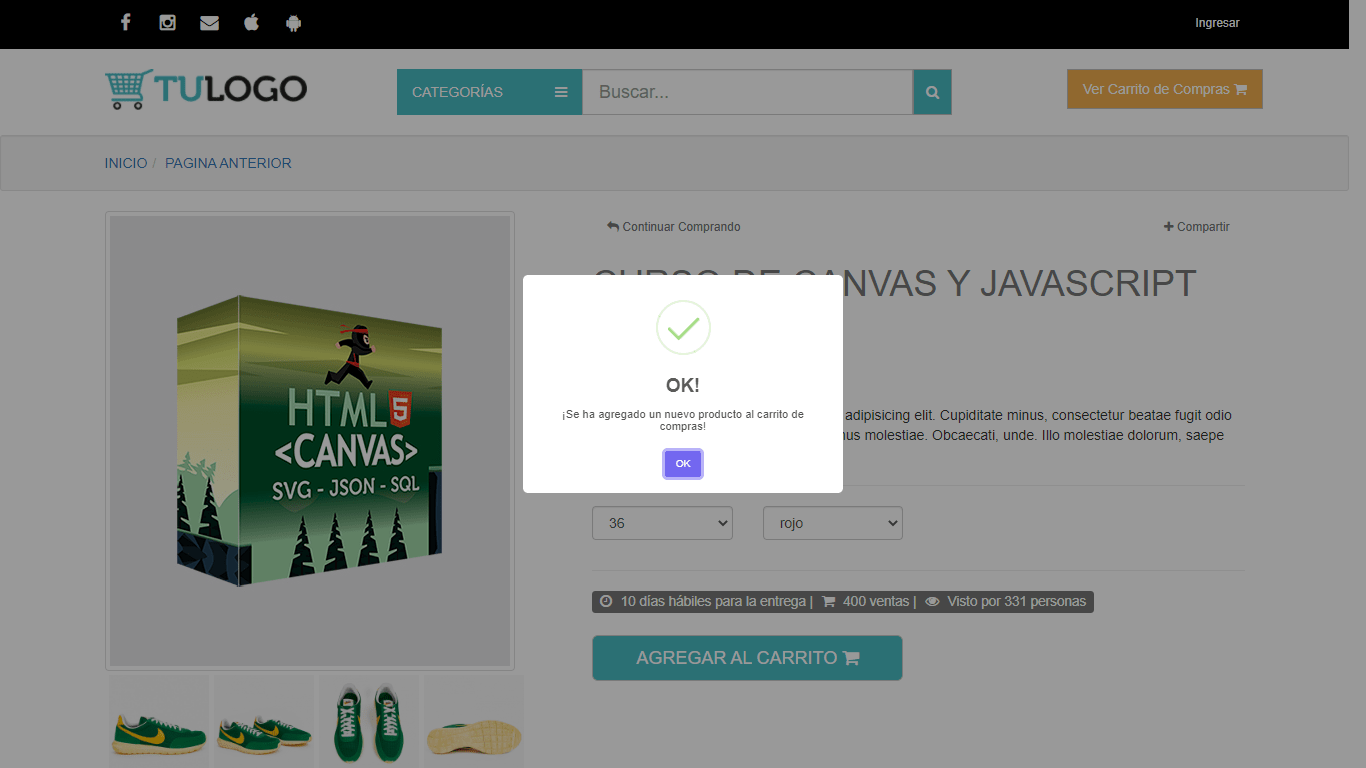 Ingresar
TULOGO
CATEGORÍAS
Buscar...
Ver Carrito de Compras
INICIO / PAGINA ANTERIOR
Continuar Comprando
Compartir
CURSO DE CANVAS Y JAVASCRIPT
HTML 5
<CANVAS>
SVG - JSON - SQL
OK!
¡Se ha agregado un nuevo producto al carrito de
compras!
OK
adipisicing elit. Cupiditate minus, consectetur beatae fugit odio
molestiae. Obcaecati, unde. Illo molestiae dolorum, saepe
36
rojo
10 días hábiles para la entrega | 400 ventas | Visto por 331 personas
AGREGAR AL CARRITO